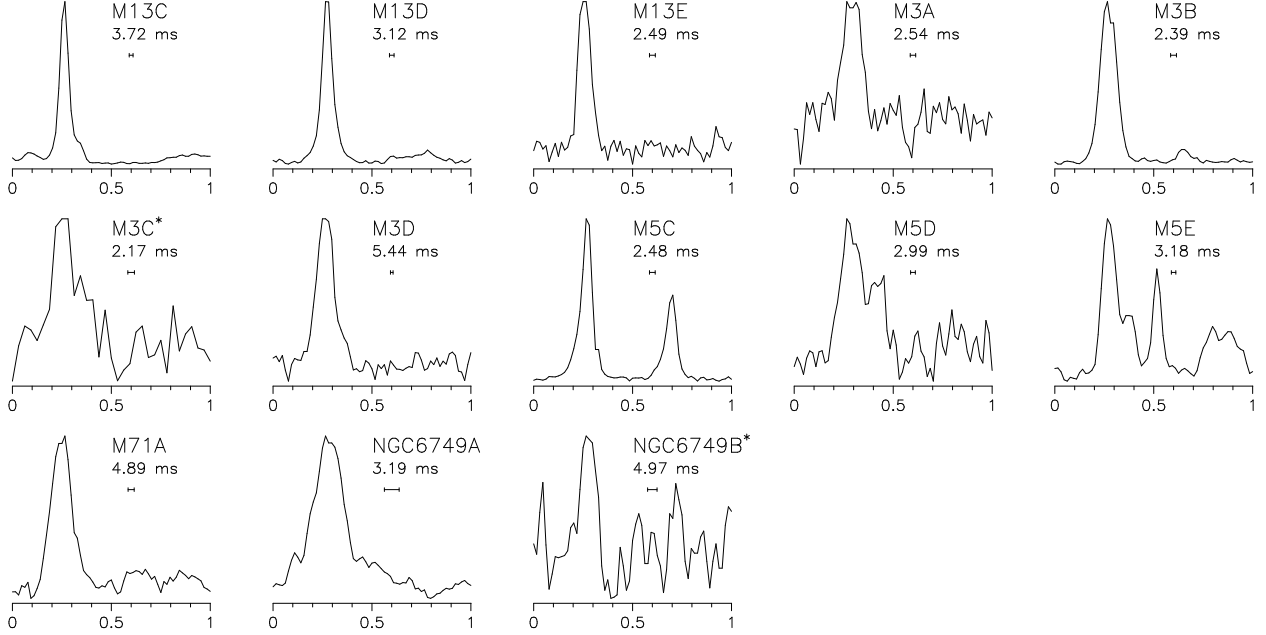 M13C M13D M13E M3A M3B
3.72 ms 3.12 ms 2.49 ms 2.54 ms 2.39 ms
0 0.5 1 0 0.5 1 0 0.5 1 0 0.5 1 0 0.5 1
M3C* M3D M5C M5D M5E
2.17 ms 5.44 ms 2.48 ms 2.99 ms 3.18 ms
0 0.5 1 0 0.5 1 0 0.5 1 0 0.5 1 0 0.5 1
M71A NGC6749A NGC6749B*
4.89 ms 3.19 ms 4.97 ms
0 0.5 1 0 0.5 1 0 0.5 1